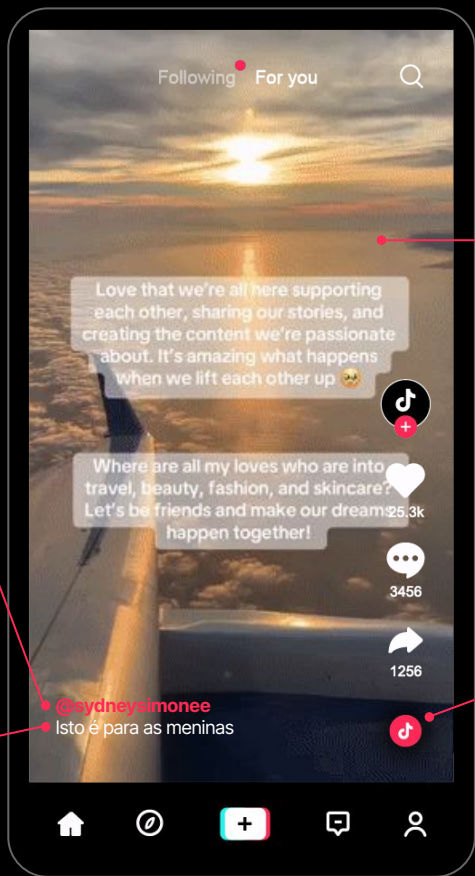 Following For you
Love that we're all here supporting
each other, sharing our stories, and
creating the content we're passionate
about. It's amazing what happens
when we lift each other up 🥹
Where are all my loves who are into
travel, beauty, fashion, and skincare?
Let's be friends and make our dreams
happen together!
25.3k
3456
1256
@sydneysimonee
Isto é para as meninas